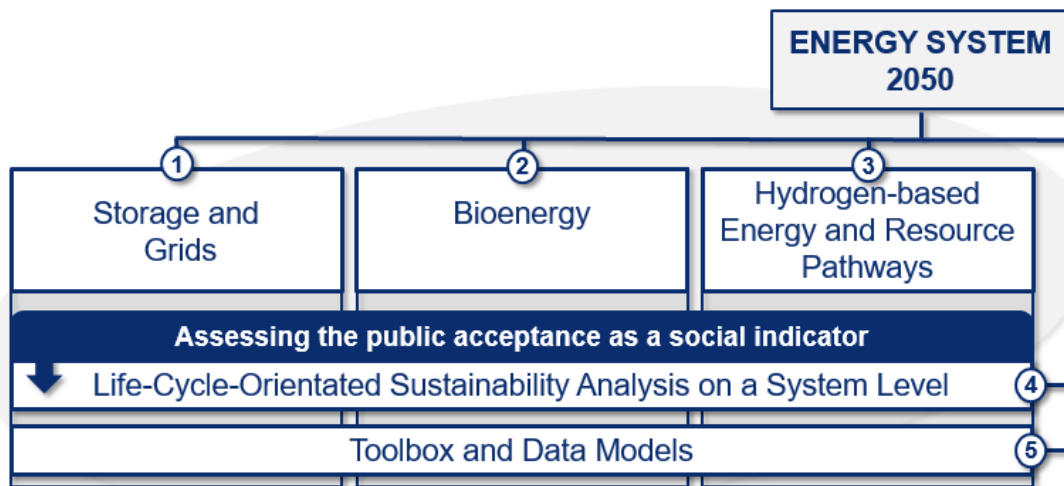 ENERGY SYSTEM
2050
1
2
3
Storage and
Grids
Bioenergy
Hydrogen-based
Energy and Resource
Pathways
Assessing the public acceptance as a social indicator
Life-Cycle-Orientated Sustainability Analysis on a System Level
4
Toolbox and Data Models
5